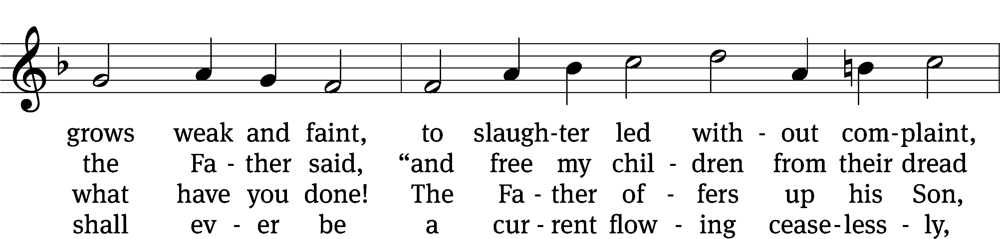 grows weak and faint, to slaugh-ter led with - out com-plaint,
the Fa - ther said, “and free my chil - dren from their dread
what have you done! The Fa - ther of - fers up his Son,
shall ev - er be a cur - rent flow - ing cease-less - ly,